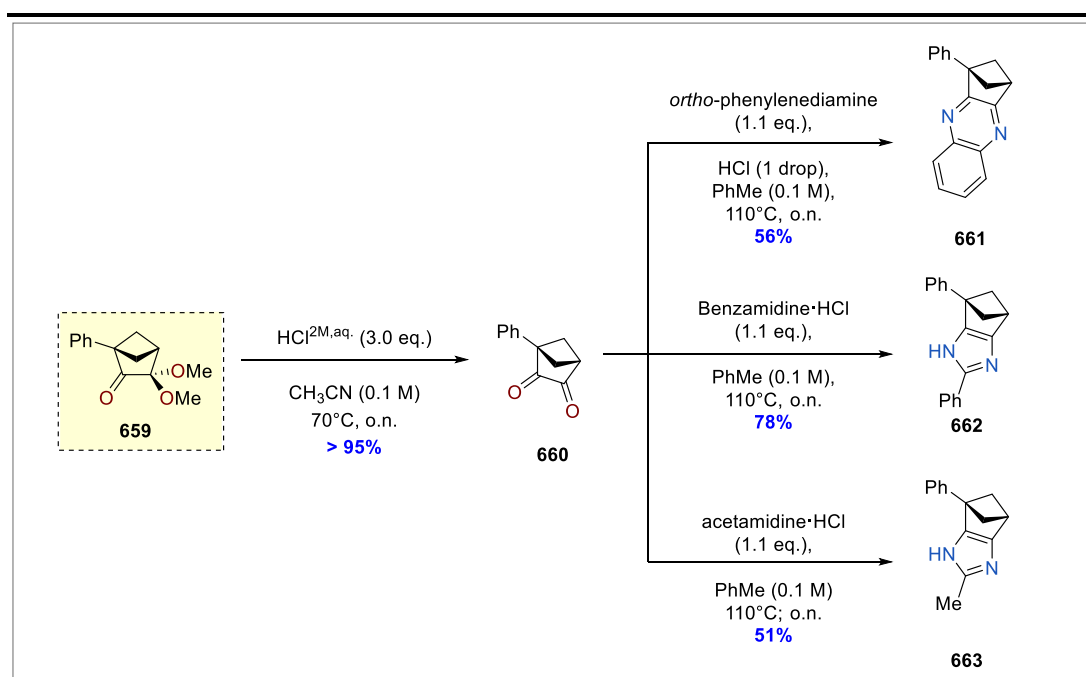 Ph
O
OMe
OMe
659
HCl2M,aq. (3.0 eq.)
CH3CN (0.1 M)
70°C, o.n.
> 95%
Ph
O
O
660
ortho-phenylenediamine
(1.1 eq.),
HCl (1 drop),
PhMe (0.1 M),
110°C, o.n.
56%
Ph
N
N
661
Benzamidine·HCl
(1.1 eq.),
PhMe (0.1 M),
110°C, o.n.
78%
Ph
HN
N
Ph
662
acetamidine·HCl
(1.1 eq.),
PhMe (0.1 M)
110°C; o.n.
51%
Ph
HN
N
Me
663